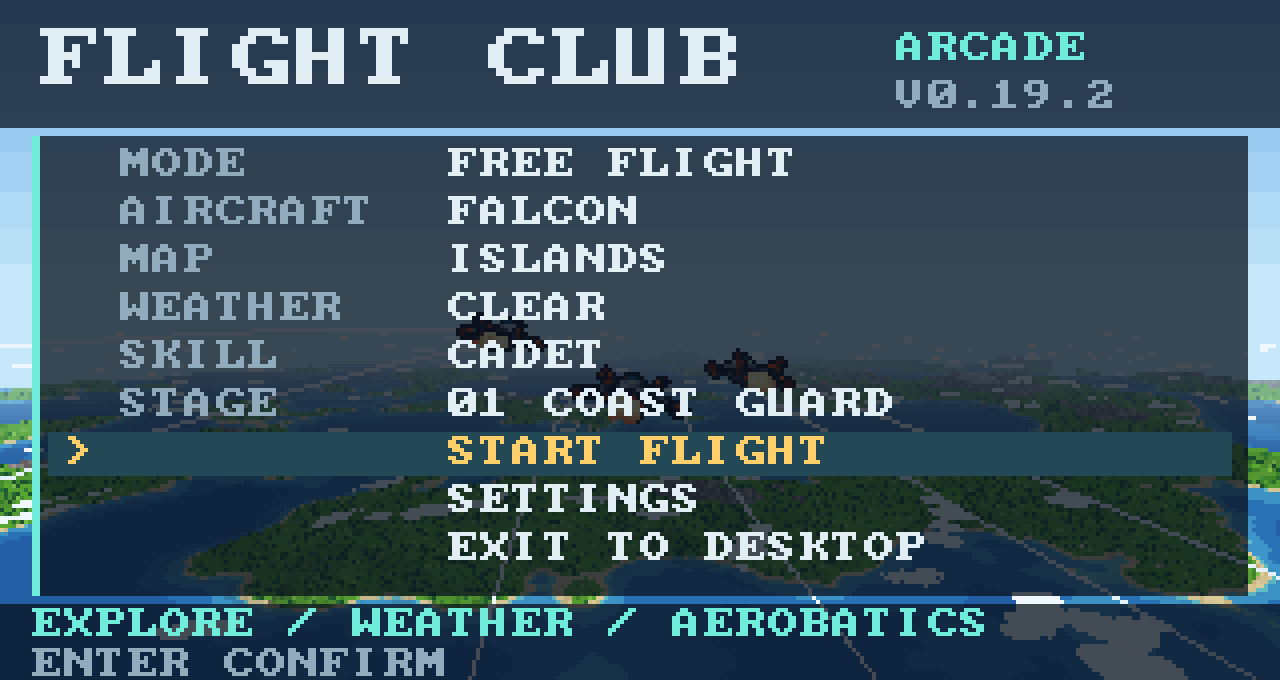 FLIGHT CLUB
ARCADE
V0.19.2
MODE FREE FLIGHT
AIRCRAFT FALCON
MAP ISLANDS
WEATHER CLEAR
SKILL CADET
STAGE 01 COAST GUARD
> START FLIGHT
SETTINGS
EXIT TO DESKTOP
EXPLORE / WEATHER / AEROBATICS
ENTER CONFIRM